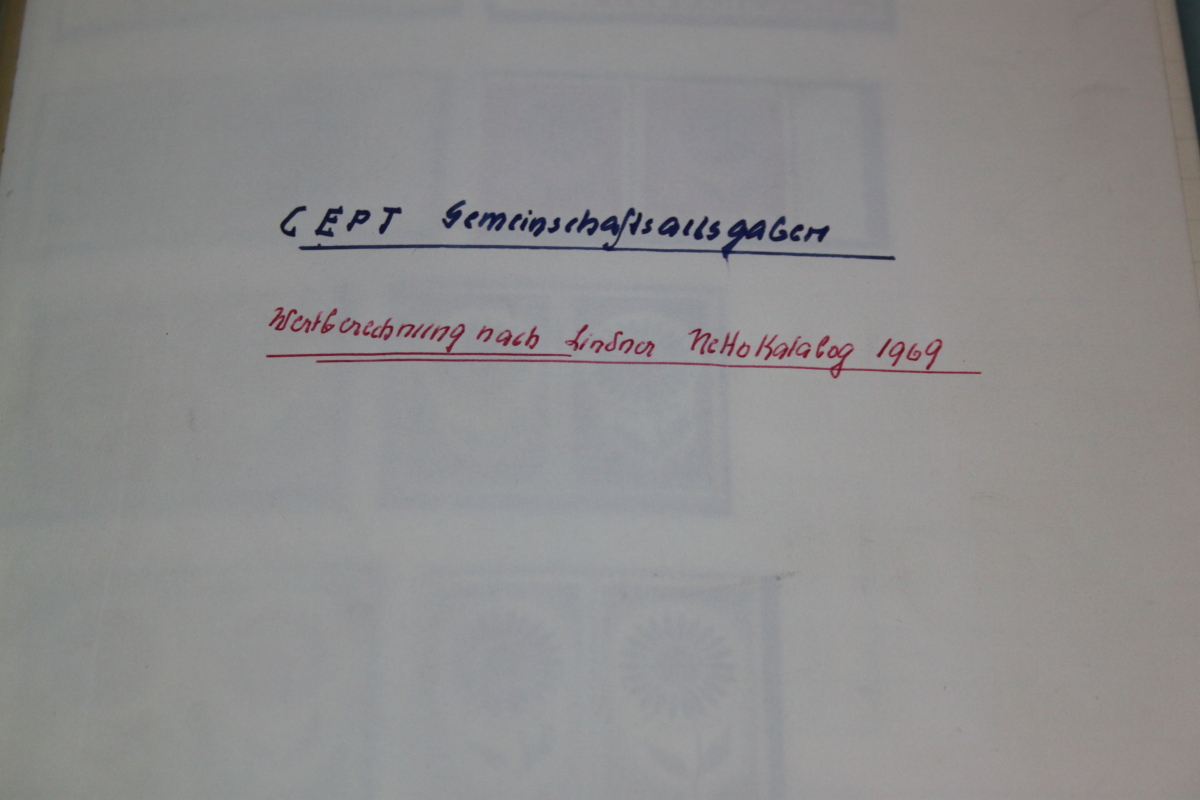 CEPT Gemeinschaftsausgaben
Wertberechnung nach Lindner Netto Katalog 1969